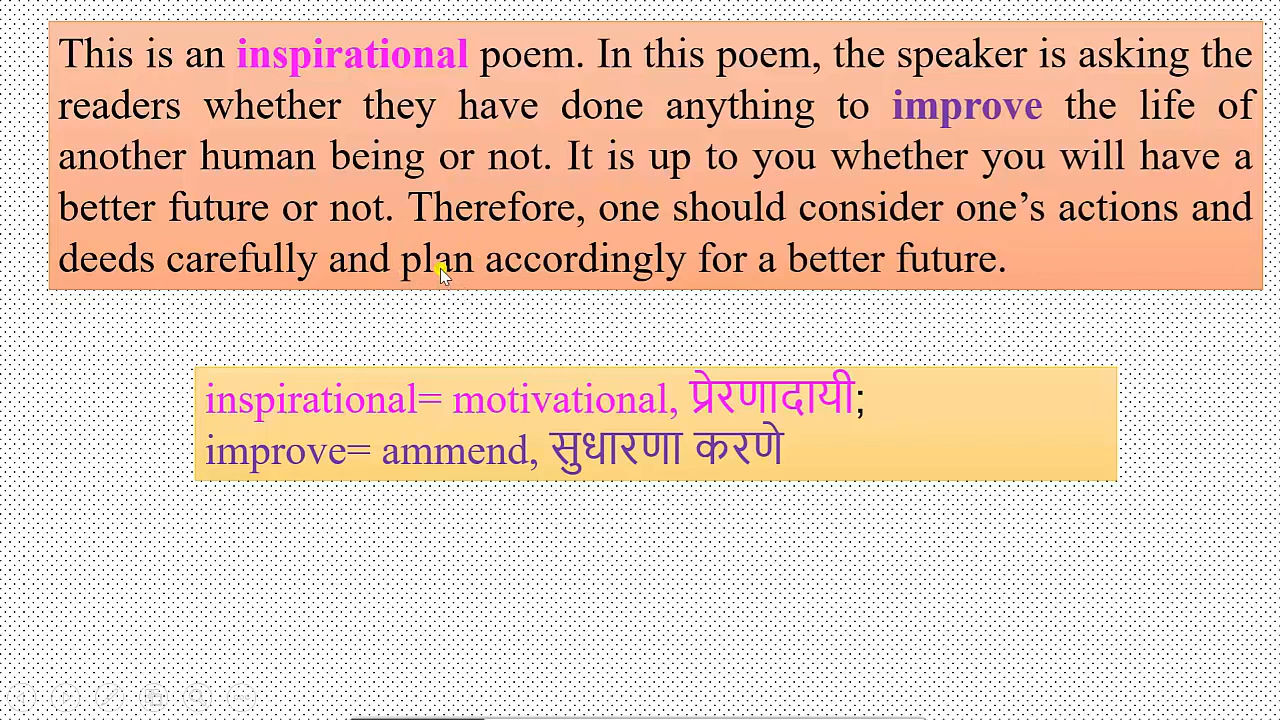 This is an inspirational poem. In this poem, the speaker is asking the
readers whether they have done anything to improve the life of
another human being or not. It is up to you whether you will have a
better future or not. Therefore, one should consider one’s actions and
deeds carefully and plan accordingly for a better future.
inspirational= motivational, प्रेरणादायी;
improve= ammend, सुधारणा करणे